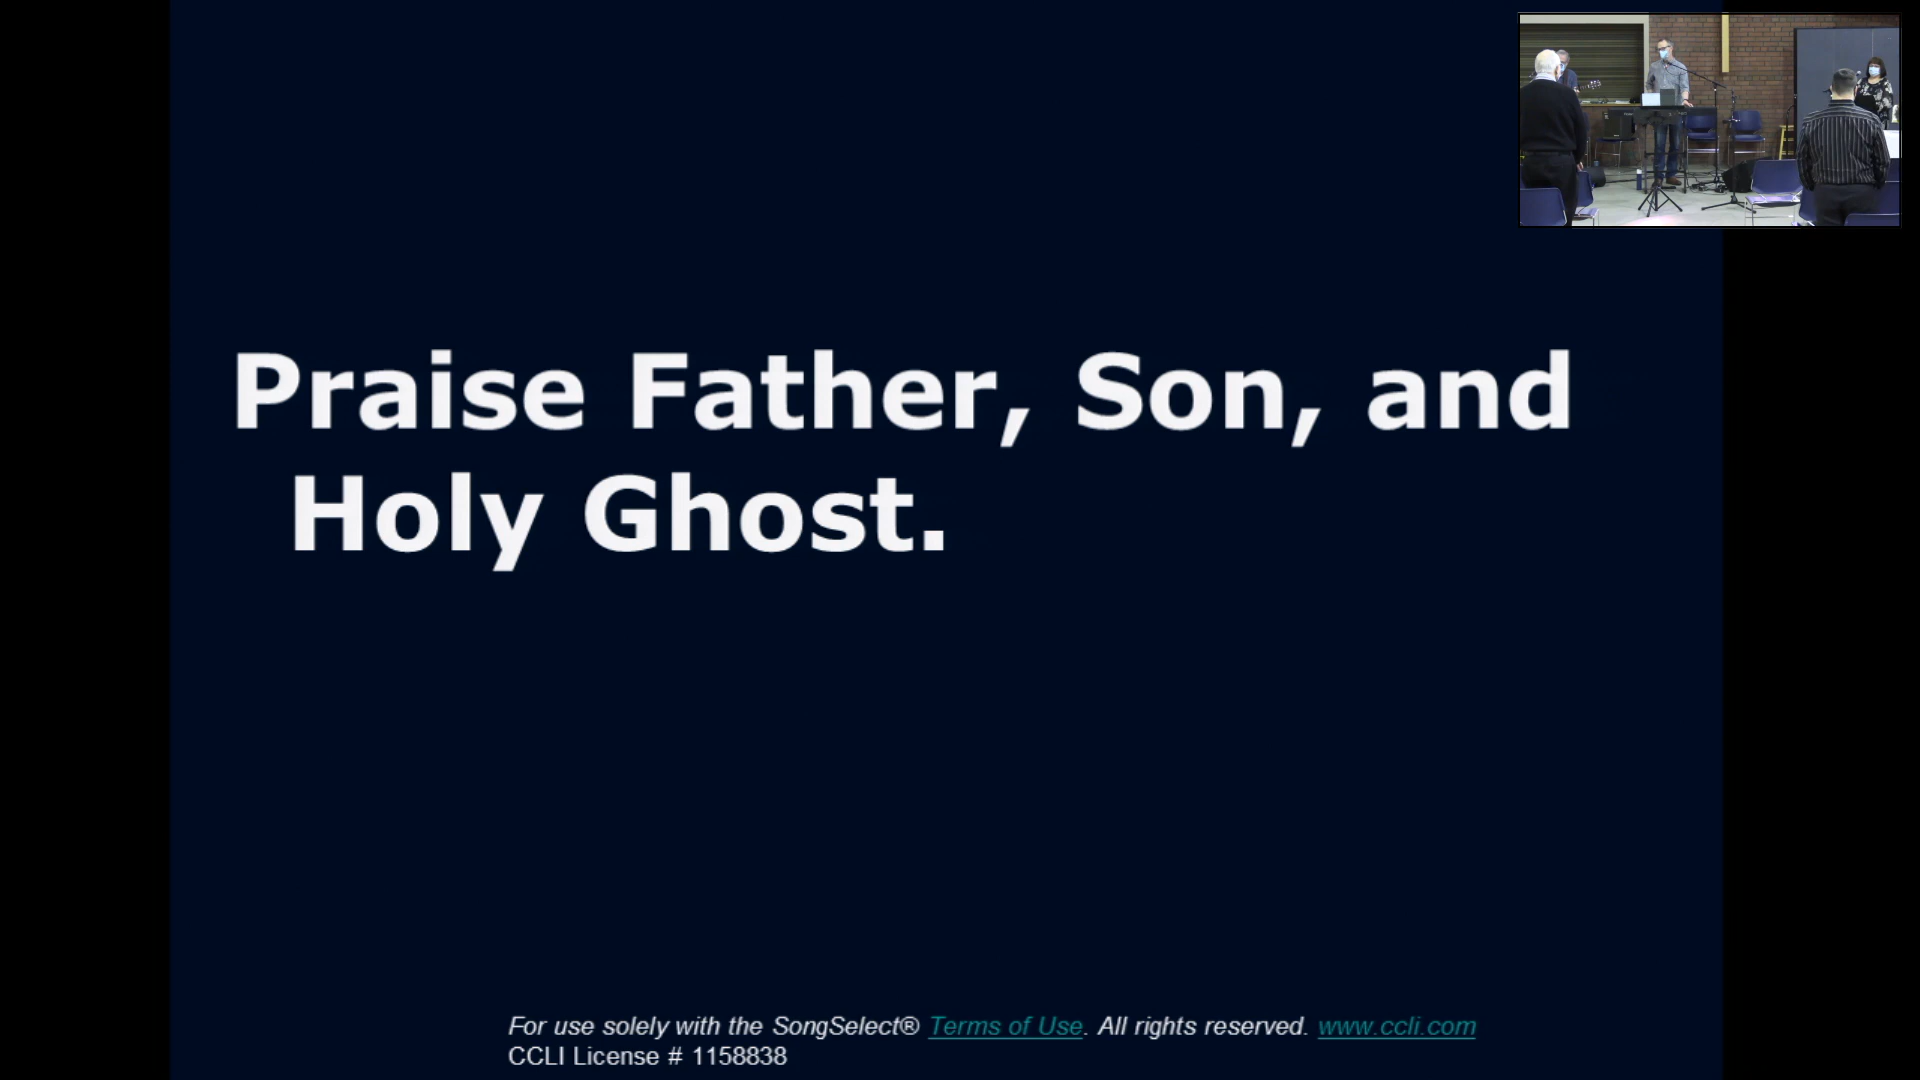 Praise Father, Son, and
Holy Ghost.
For use solely with the SongSelect® Terms of Use. All rights reserved. www.ccli.com
CCLI License # 1158838